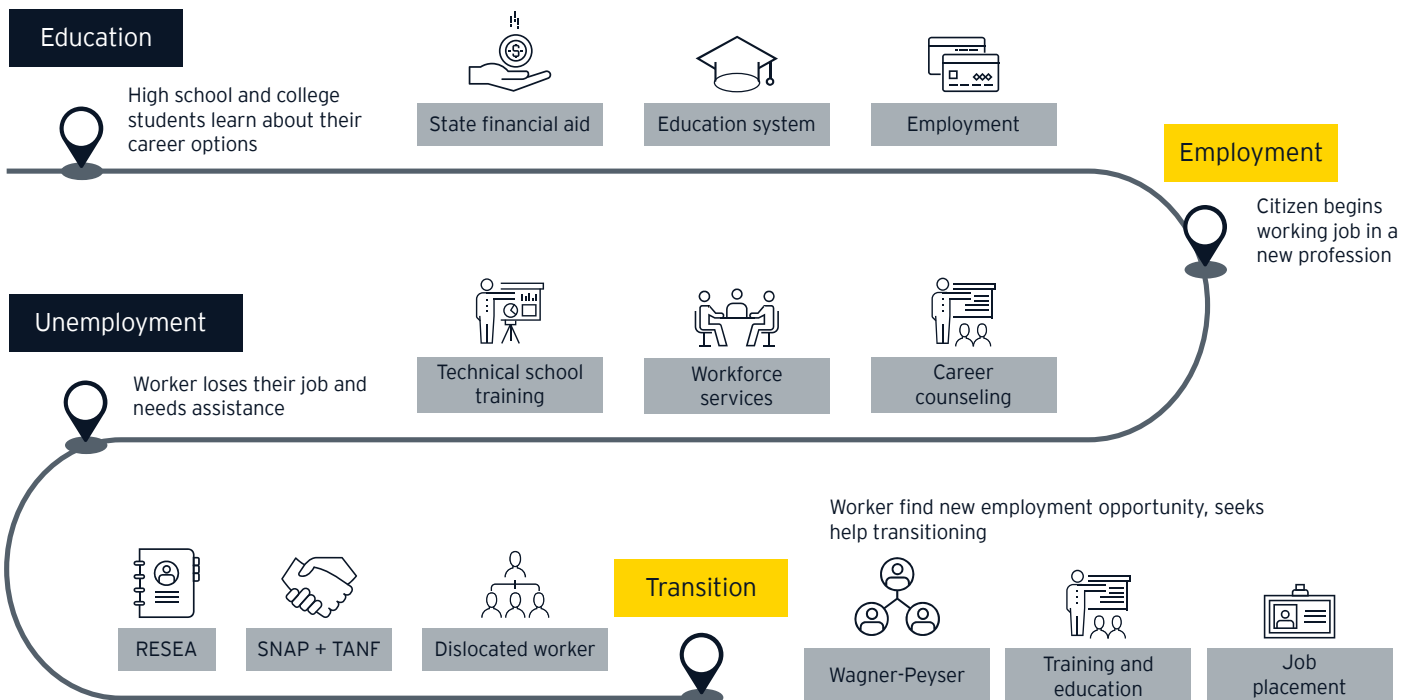 Education
High school and college
students learn about their
career options
State financial aid
Education system
Employment
Employment
Citizen begins
working job in a
new profession
Unemployment
Worker loses their job and
needs assistance
Technical school
training
Workforce
services
Career
counseling
RESEA
SNAP + TANF
Dislocated worker
Transition
Worker find new employment opportunity, seeks
help transitioning
Wagner-Peyser
Training and
education
Job
placement